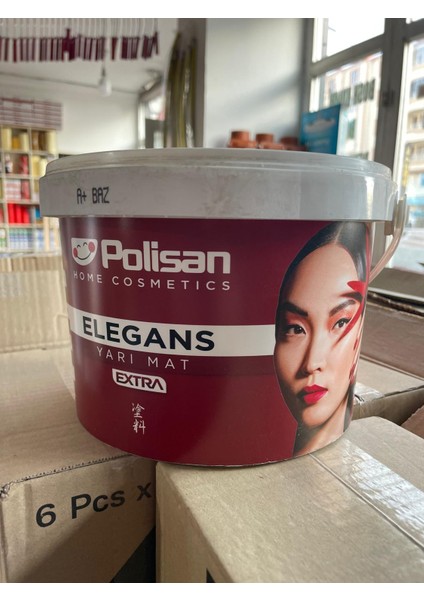 A+ BAZ
Polisan
HOME COSMETICS
ELEGANS
YARI MAT
EXTRA
塗
料
6 Pcs x